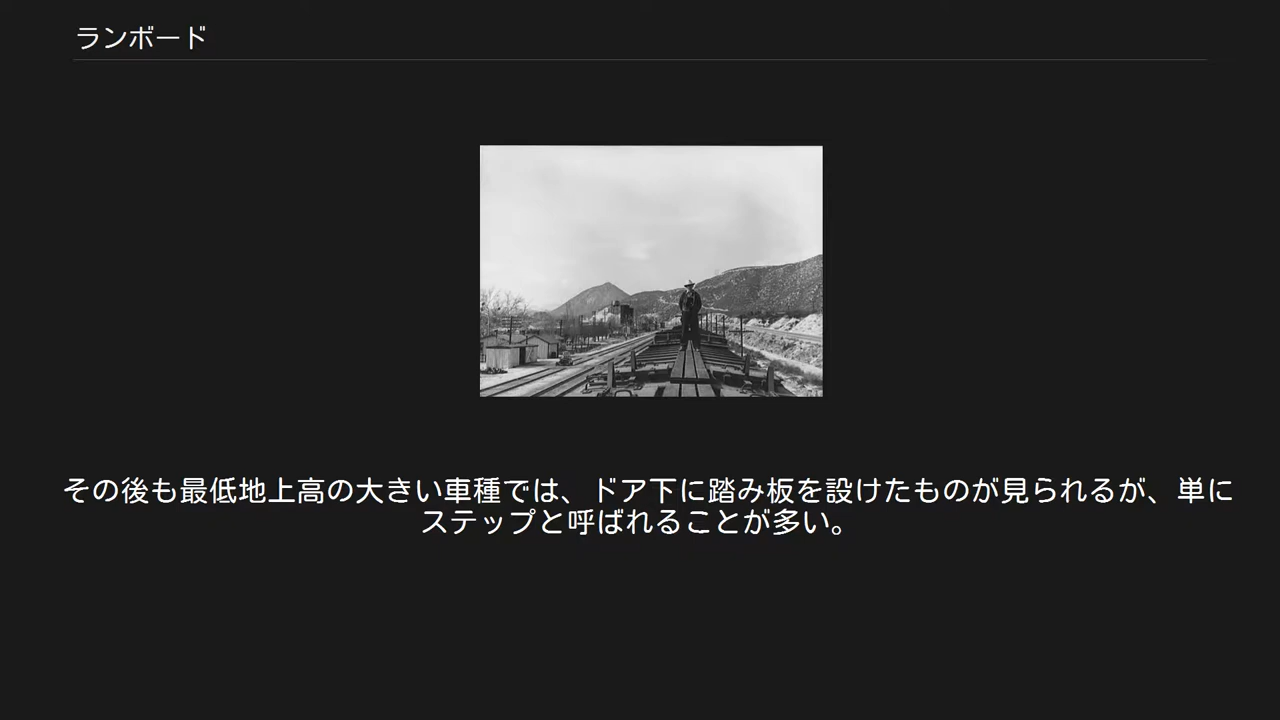 ランボード
その後も最低地上高の大きい車種では、ドア下に踏み板を設けたものが見られるが、単に
ステップと呼ばれることが多い。